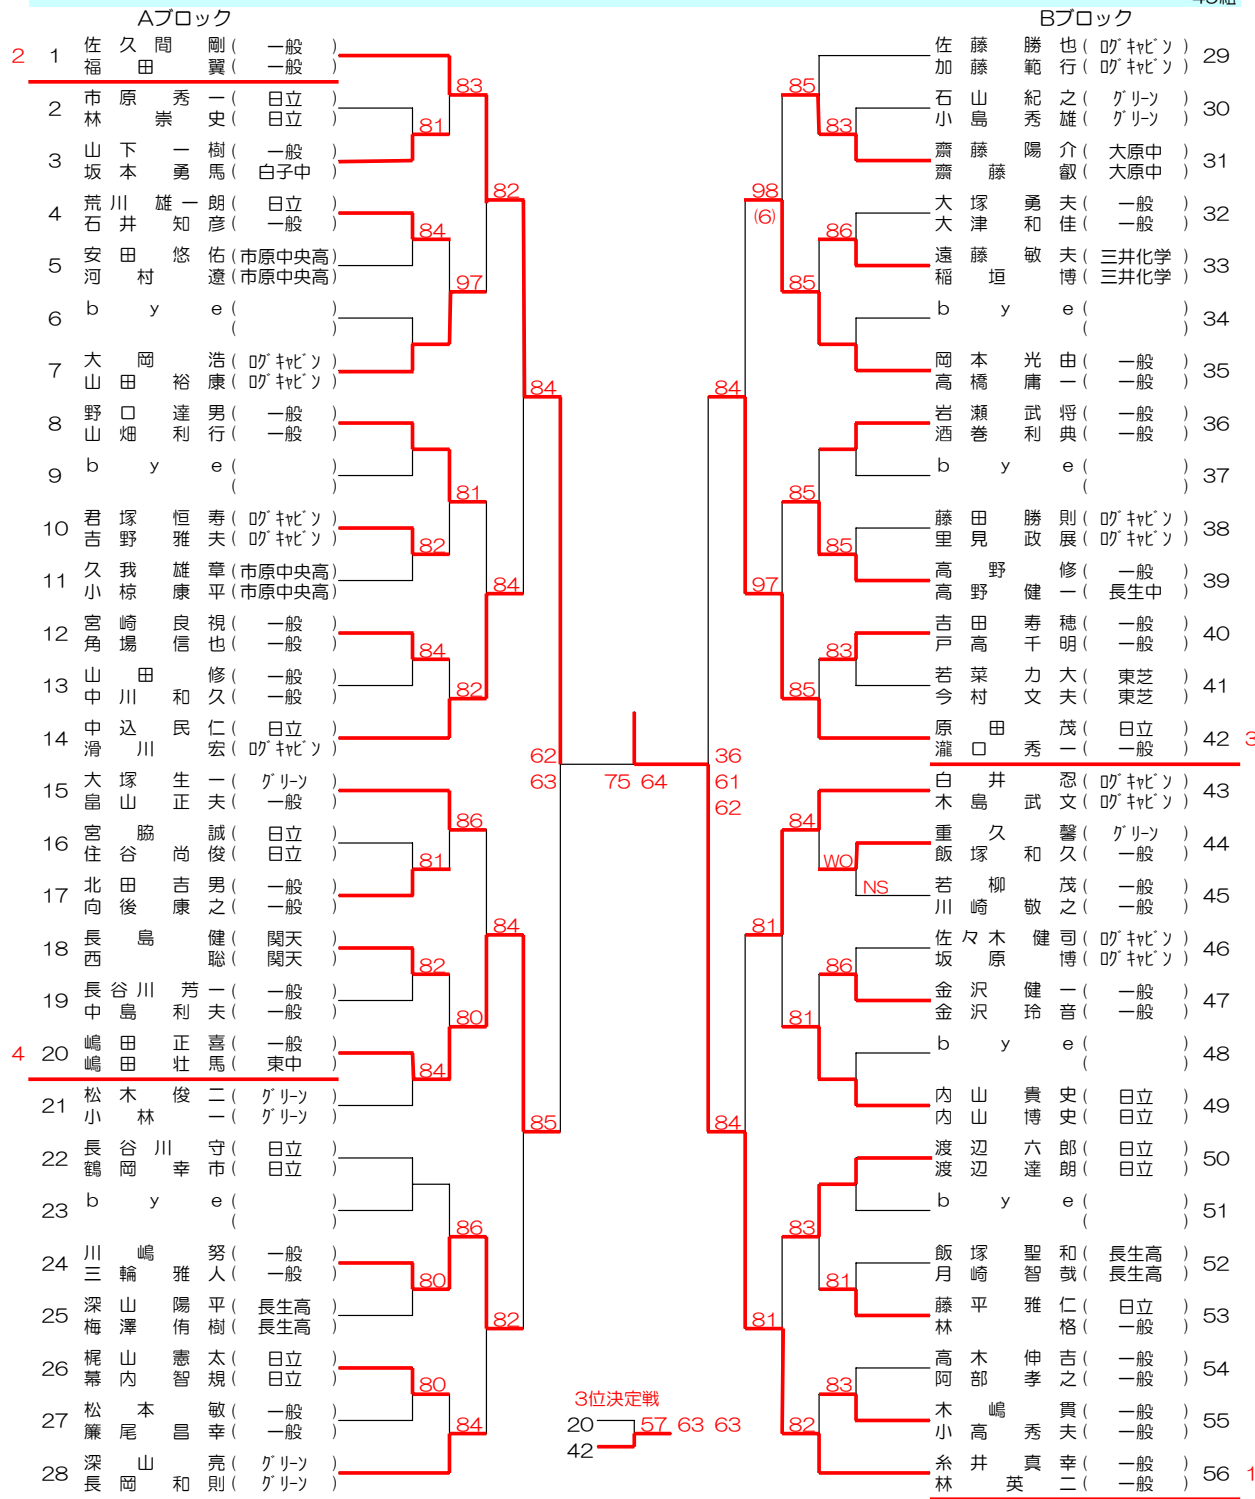 Aブロック
Bブロック
2 1 佐久間 剛( 一般 )
福田 翼( 一般 )
2 市原 秀一( 日立 )
林 崇史( 日立 )
3 山下 一樹( 一般 )
坂本 勇馬( 白子中 )
4 荒川 雄一朗( 日立 )
石井 知彦( 一般 )
5 安田 悠佑(市原中央高)
河村 遼(市原中央高)
6 bye( )
( )
7 大岡 浩( ログキャビン )
山田 裕康( ログキャビン )
8 野口 達男( 一般 )
山畑 利行( 一般 )
9 bye( )
( )
10 君塚 恒寿( ログキャビン )
吉野 雅夫( ログキャビン )
11 久我 雄章(市原中央高)
小椋 康平(市原中央高)
12 宮崎 良視( 一般 )
角場 信也( 一般 )
13 山田 修( 一般 )
中川 和久( 一般 )
14 中込 民仁( 日立 )
滑川 宏( ログキャビン )
15 大塚 生一( グリーン )
畠山 正夫( 一般 )
16 宮脇 誠( 日立 )
住谷 尚俊( 日立 )
17 北田 吉男( 一般 )
向後 康之( 一般 )
18 長島 健( 関天 )
西 聡( 関天 )
19 長谷川 芳一( 一般 )
中島 利夫( 一般 )
4 20 嶋田 正喜( 一般 )
嶋田 壮馬( 東中 )
21 松木 俊二( グリーン )
小林 一( グリーン )
22 長谷川 守( 日立 )
鶴岡 幸市( 日立 )
23 bye( )
( )
24 川嶋 努( 一般 )
三輪 雅人( 一般 )
25 深山 陽平( 長生高 )
梅澤 侑樹( 長生高 )
26 梶山 憲太( 日立 )
幕内 智規( 日立 )
27 松本 敏( 一般 )
簾尾 昌幸( 一般 )
28 深山 亮( グリーン )
長岡 和則( グリーン )
83
81
82
84
97
84
81
82
84
84
82
62
63
86
81
84
82
80
84
85
86
80
82
80
84
75 64
3位決定戦
20
42
57 63 63
85
83
98
(6)
86
85
84
85
85
97
83
85
36
61
62
84
WO
NS
81
86
81
84
83
81
81
83
82
佐藤 勝也( ログキャビン ) 29
加藤 範行( ログキャビン )
石山 紀之( グリーン ) 30
小島 秀雄( グリーン )
齋藤 陽介( 大原中 ) 31
齋藤 叡( 大原中 )
大塚 勇夫( 一般 ) 32
大津 和佳( 一般 )
遠藤 敏夫( 三井化学 ) 33
稲垣 博( 三井化学 )
bye( ) 34
( )
岡本 光由( 一般 ) 35
高橋 庸一( 一般 )
岩瀬 武将( 一般 ) 36
酒巻 利典( 一般 )
bye( ) 37
( )
藤田 勝則( ログキャビン ) 38
里見 政展( ログキャビン )
高野 修( 一般 ) 39
高野 健一( 長生中 )
吉田 寿穂( 一般 ) 40
戸高 千明( 一般 )
若菜 力大( 東芝 ) 41
今村 文夫( 東芝 )
原田 茂( 日立 ) 42 3
瀧口 秀一( 一般 )
白井 忍( ログキャビン ) 43
木島 武文( ログキャビン )
重久 馨( グリーン ) 44
飯塚 和久( 一般 )
若柳 茂( 一般 ) 45
川崎 敬之( 一般 )
佐々木 健司( ログキャビン ) 46
坂原 博( ログキャビン )
金沢 健一( 一般 ) 47
金沢 玲音( 一般 )
bye( ) 48
( )
内山 貴史( 日立 ) 49
内山 博史( 日立 )
渡辺 六郎( 日立 ) 50
渡辺 達朗( 日立 )
bye( ) 51
( )
飯塚 聖和( 長生高 ) 52
月崎 智哉( 長生高 )
藤平 雅仁( 日立 ) 53
林 格( 一般 )
高木 伸吉( 一般 ) 54
阿部 孝之( 一般 )
木嶋 貫( 一般 ) 55
小高 秀夫( 一般 )
糸井 真幸( 一般 ) 56 1
林 英二( 一般 )